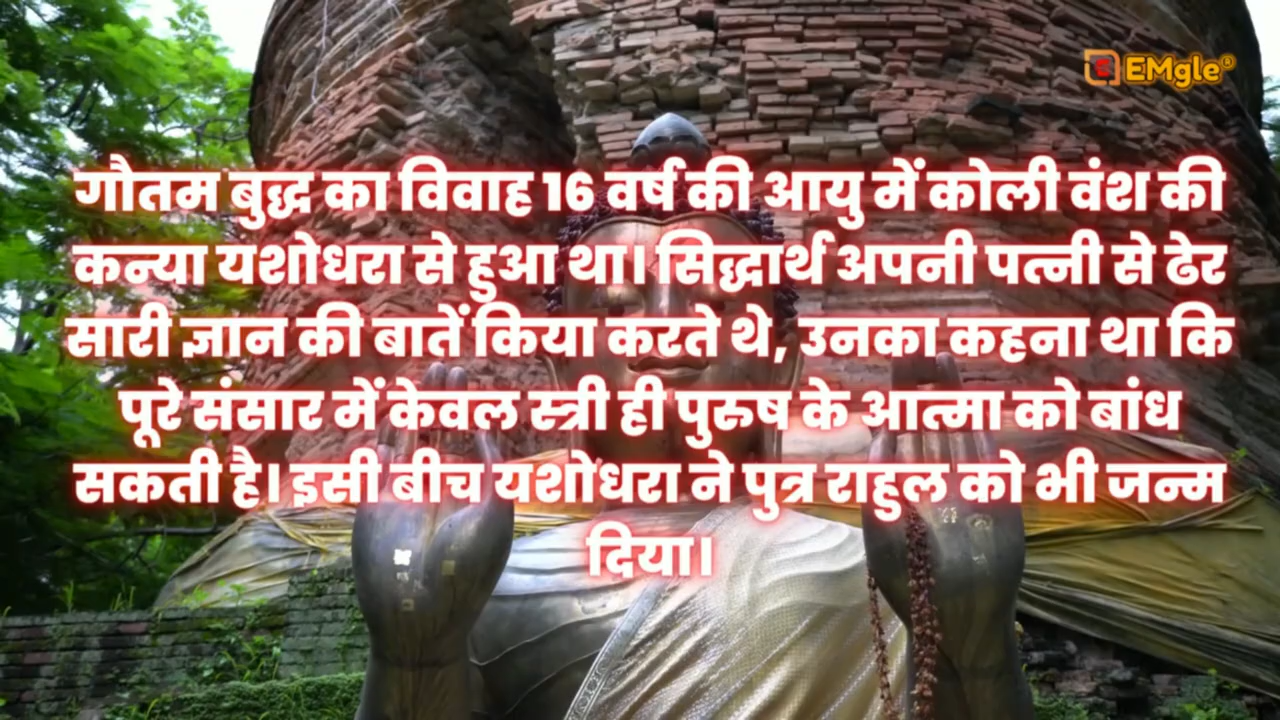 EMgle®
गौतम बुद्ध का विवाह 16 वर्ष की आयु में कोली वंश की
कन्या यशोधरा से हुआ था। सिद्धार्थ अपनी पत्नी से ढेर
सारी ज्ञान की बातें किया करते थे, उनका कहना था कि
पूरे संसार में केवल स्त्री ही पुरुष के आत्मा को बांध
सकती है। इसी बीच यशोधरा ने पुत्र राहुल को भी जन्म
दिया।